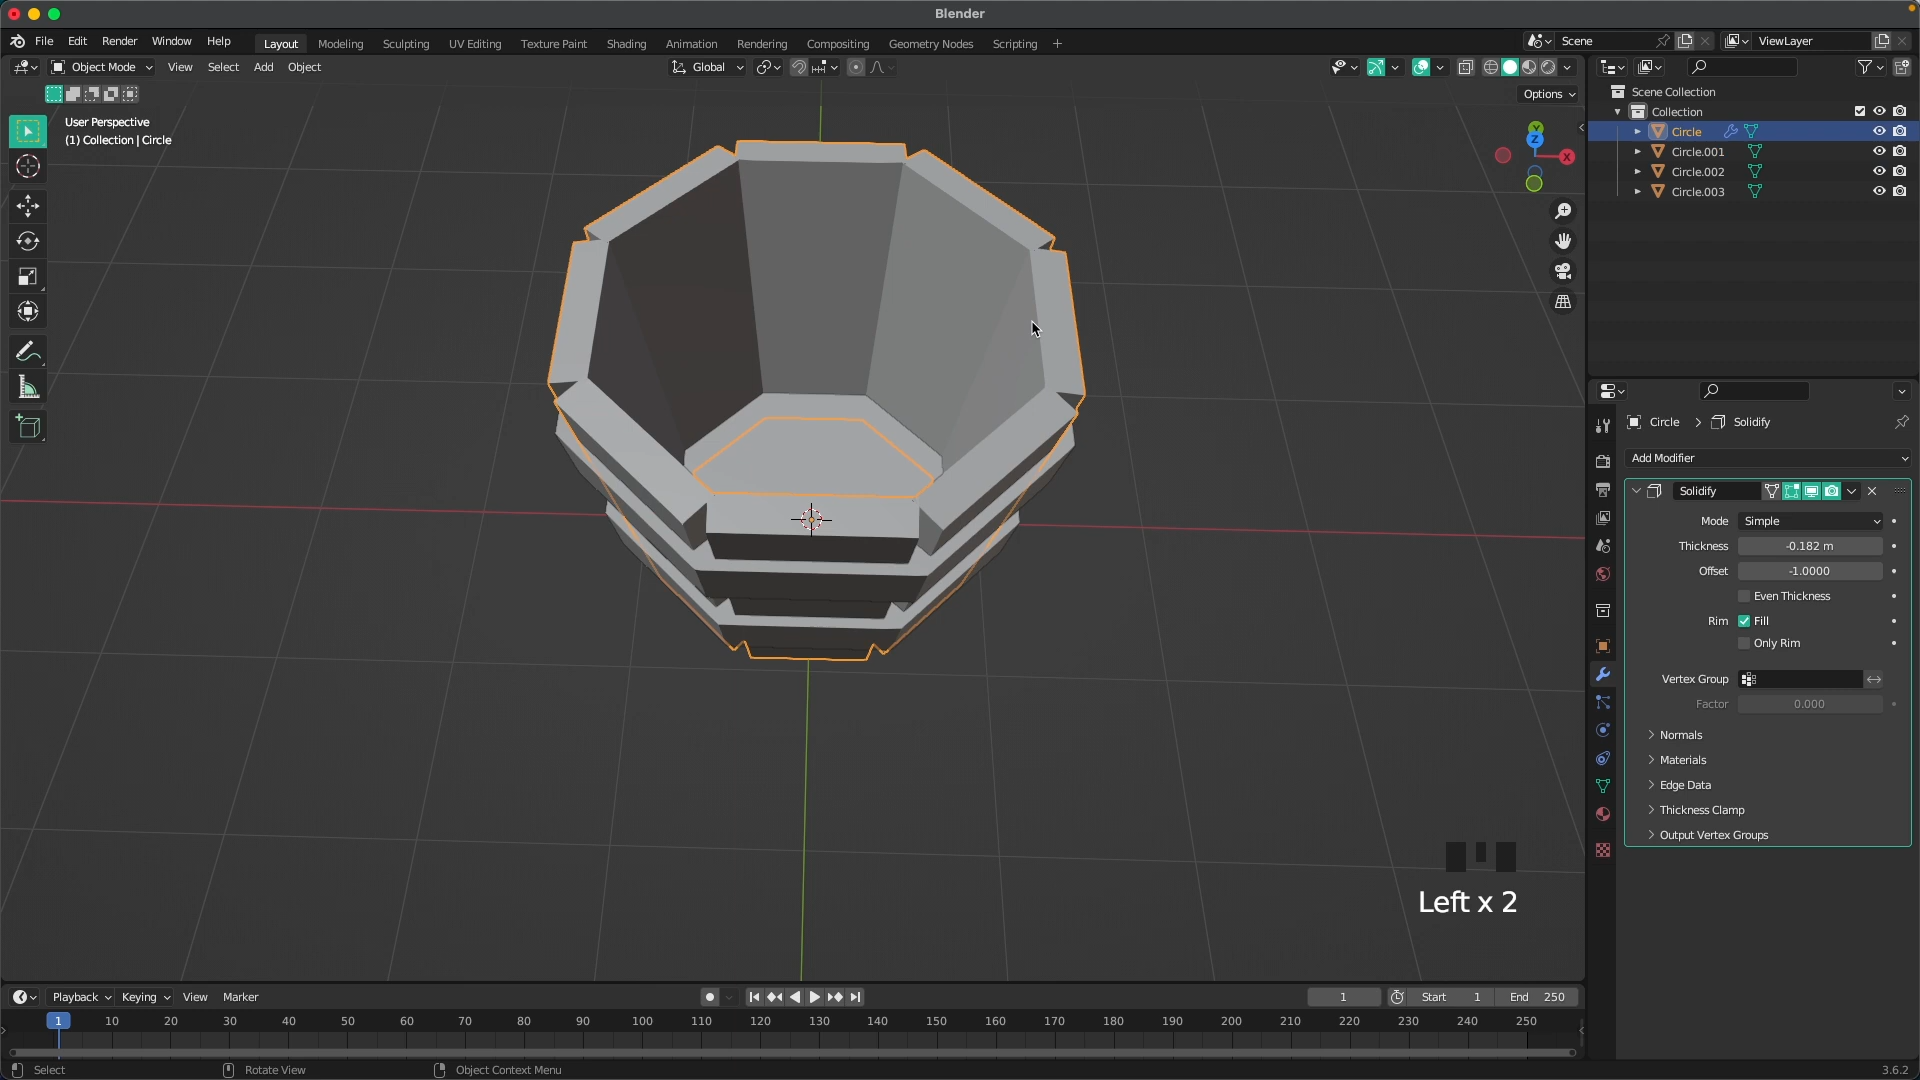 Blender
File Edit Render Window Help Layout Modeling Sculpting UV Editing Texture Paint Shading Animation Rendering Compositing Geometry Nodes Scripting + Scene ViewLayer
Object Mode View Select Add Object Global
Options
User Perspective
(1) Collection | Circle
Y
Z
X
Scene Collection
Collection
Circle
Circle.001
Circle.002
Circle.003
Circle > Solidify
Add Modifier
Solidify
Mode Simple
Thickness -0.182 m
Offset -1.0000
Even Thickness
Rim Fill
Only Rim
Vertex Group
Factor 0.000
Normals
Materials
Edge Data
Thickness Clamp
Output Vertex Groups
Left x 2
Playback Keying View Marker 1 Start 1 End 250
1 10 20 30 40 50 60 70 80 90 100 110 120 130 140 150 160 170 180 190 200 210 220 230 240 250
Select Rotate View Object Context Menu 3.6.2